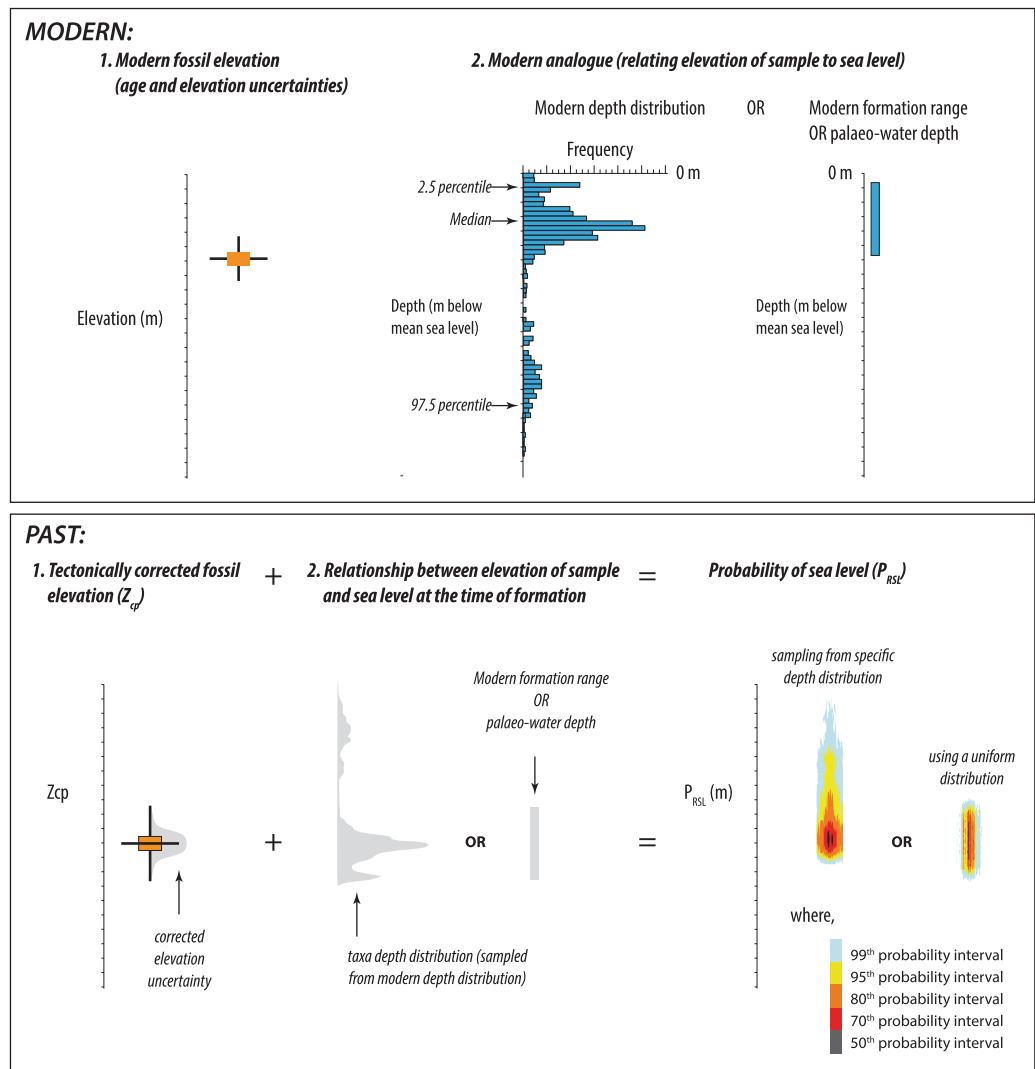 MODERN:
1. Modern fossil elevation
(age and elevation uncertainties)
2. Modern analogue (relating elevation of sample to sea level)
Modern depth distribution
OR
Modern formation range
OR palaeo-water depth
Frequency
0 m
0 m
2.5 percentile
Median
Elevation (m)
Depth (m below
mean sea level)
Depth (m below
mean sea level)
97.5 percentile
PAST:
1. Tectonically corrected fossil
elevation (Zcp)
+
2. Relationship between elevation of sample
and sea level at the time of formation
=
Probability of sea level (PRSL)
sampling from specific
depth distribution
Modern formation range
OR
palaeo-water depth
using a uniform
distribution
Zcp
PRSL (m)
+
OR
=
OR
corrected
elevation
uncertainty
taxa depth distribution (sampled
from modern depth distribution)
where,
99th probability interval
95th probability interval
80th probability interval
70th probability interval
50th probability interval